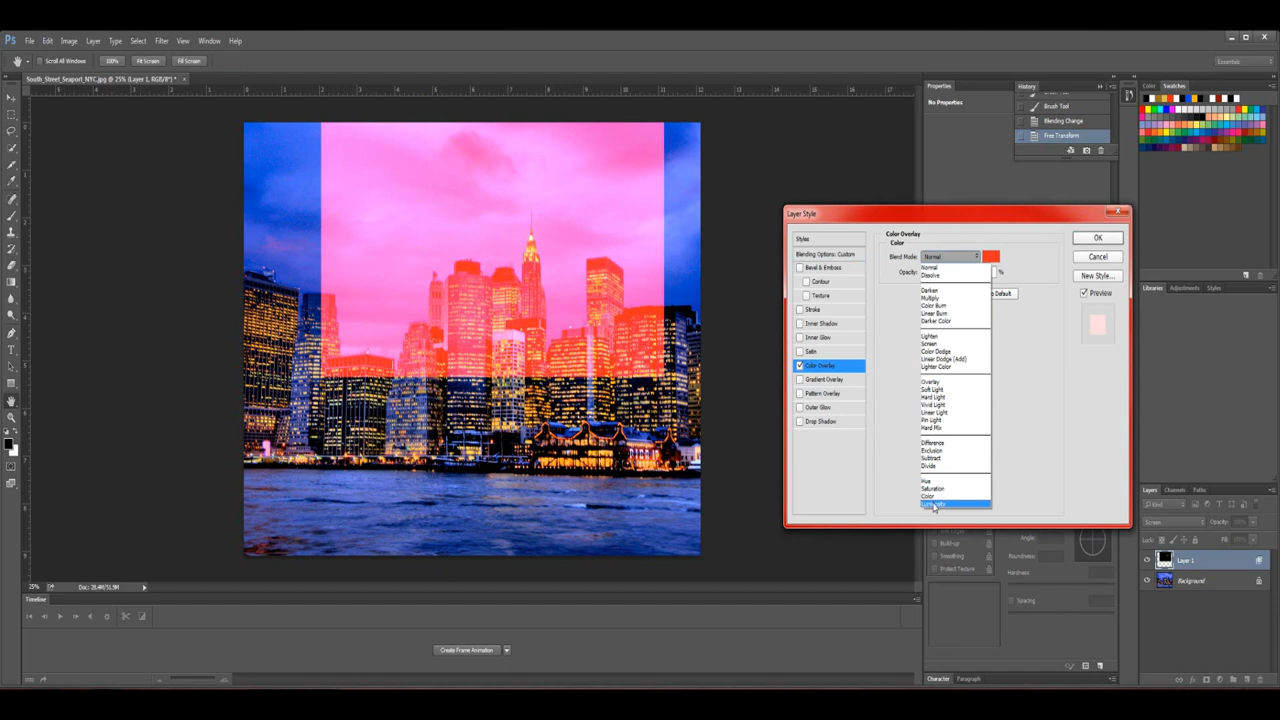 Ps File Edit Image Layer Type Select Filter View Window Help
Scroll All Windows 100% Fit Screen Fill Screen Essentials
South_Street_Seaport_NYC.jpg @ 25% (Layer 1, RGB/8*) * ×
Properties
No Properties
History
Brush Tool
Brush Tool
Blending Change
Free Transform
Color Swatches
Layer Style
Styles
Blending Options: Custom
Bevel & Emboss
Contour
Texture
Stroke
Inner Shadow
Inner Glow
Satin
Color Overlay
Gradient Overlay
Pattern Overlay
Outer Glow
Drop Shadow
Color Overlay
Color
Blend Mode: Normal
Opacity: %
Default
Normal
Dissolve
Darken
Multiply
Color Burn
Linear Burn
Darker Color
Lighten
Screen
Color Dodge
Linear Dodge (Add)
Lighter Color
Overlay
Soft Light
Hard Light
Vivid Light
Linear Light
Pin Light
Hard Mix
Difference
Exclusion
Subtract
Divide
Hue
Saturation
Color
OK
Cancel
New Style...
Preview
Libraries Adjustments Styles
Build-up
Smoothing
Protect Texture
Angle:
Roundness:
Hardness
Spacing
Character Paragraph
Layers Channels Paths
Kind
Screen Opacity:
Lock: Fill:
Layer 1
Background
25% Doc: 28.4M/51.9M
Timeline
Create Frame Animation